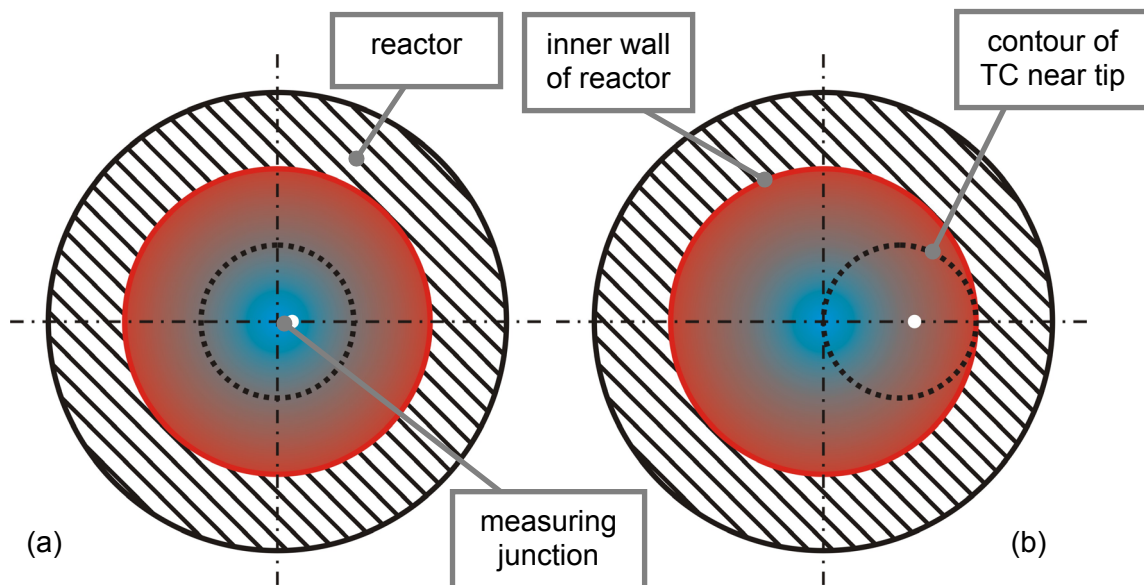 reactor
inner wall
of reactor
contour of
TC near tip
measuring
junction
(a)
(b)